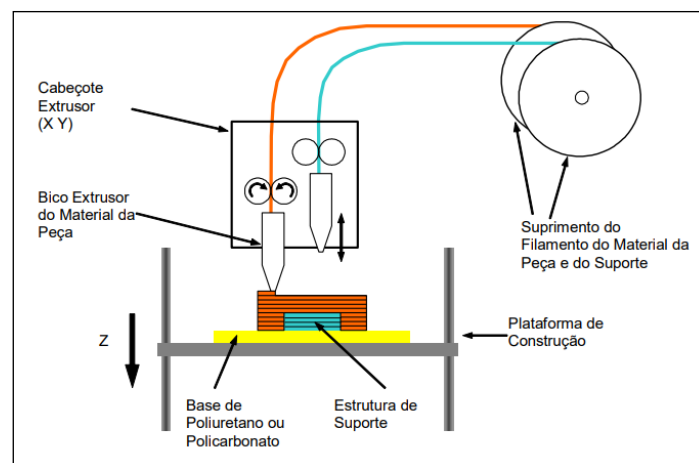 Cabeçote
Extrusor
(X Y)
Bico Extrusor
do Material da
Peça
Suprimento do
Filamento do Material da
Peça e do Suporte
Z
Plataforma de
Construção
Base de
Poliuretano ou
Policarbonato
Estrutura de
Suporte